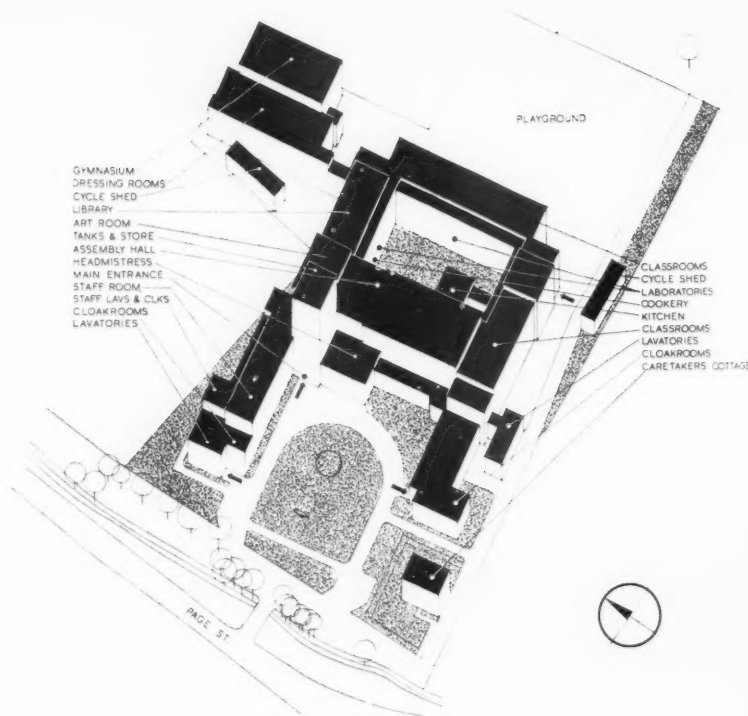 PLAYGROUND
GYMNASIUM
DRESSING ROOMS
CYCLE SHED
LIBRARY
ART ROOM
TANKS & STORE
ASSEMBLY HALL
HEADMISTRESS
MAIN ENTRANCE
STAFF ROOM
STAFF LAVS & CLKS
CLOAKROOMS
LAVATORIES
CLASSROOMS
CYCLE SHED
LABORATORIES
COOKERY
KITCHEN
CLASSROOMS
LAVATORIES
CLOAKROOMS
CARETAKERS COTTAGE
PAGE ST.